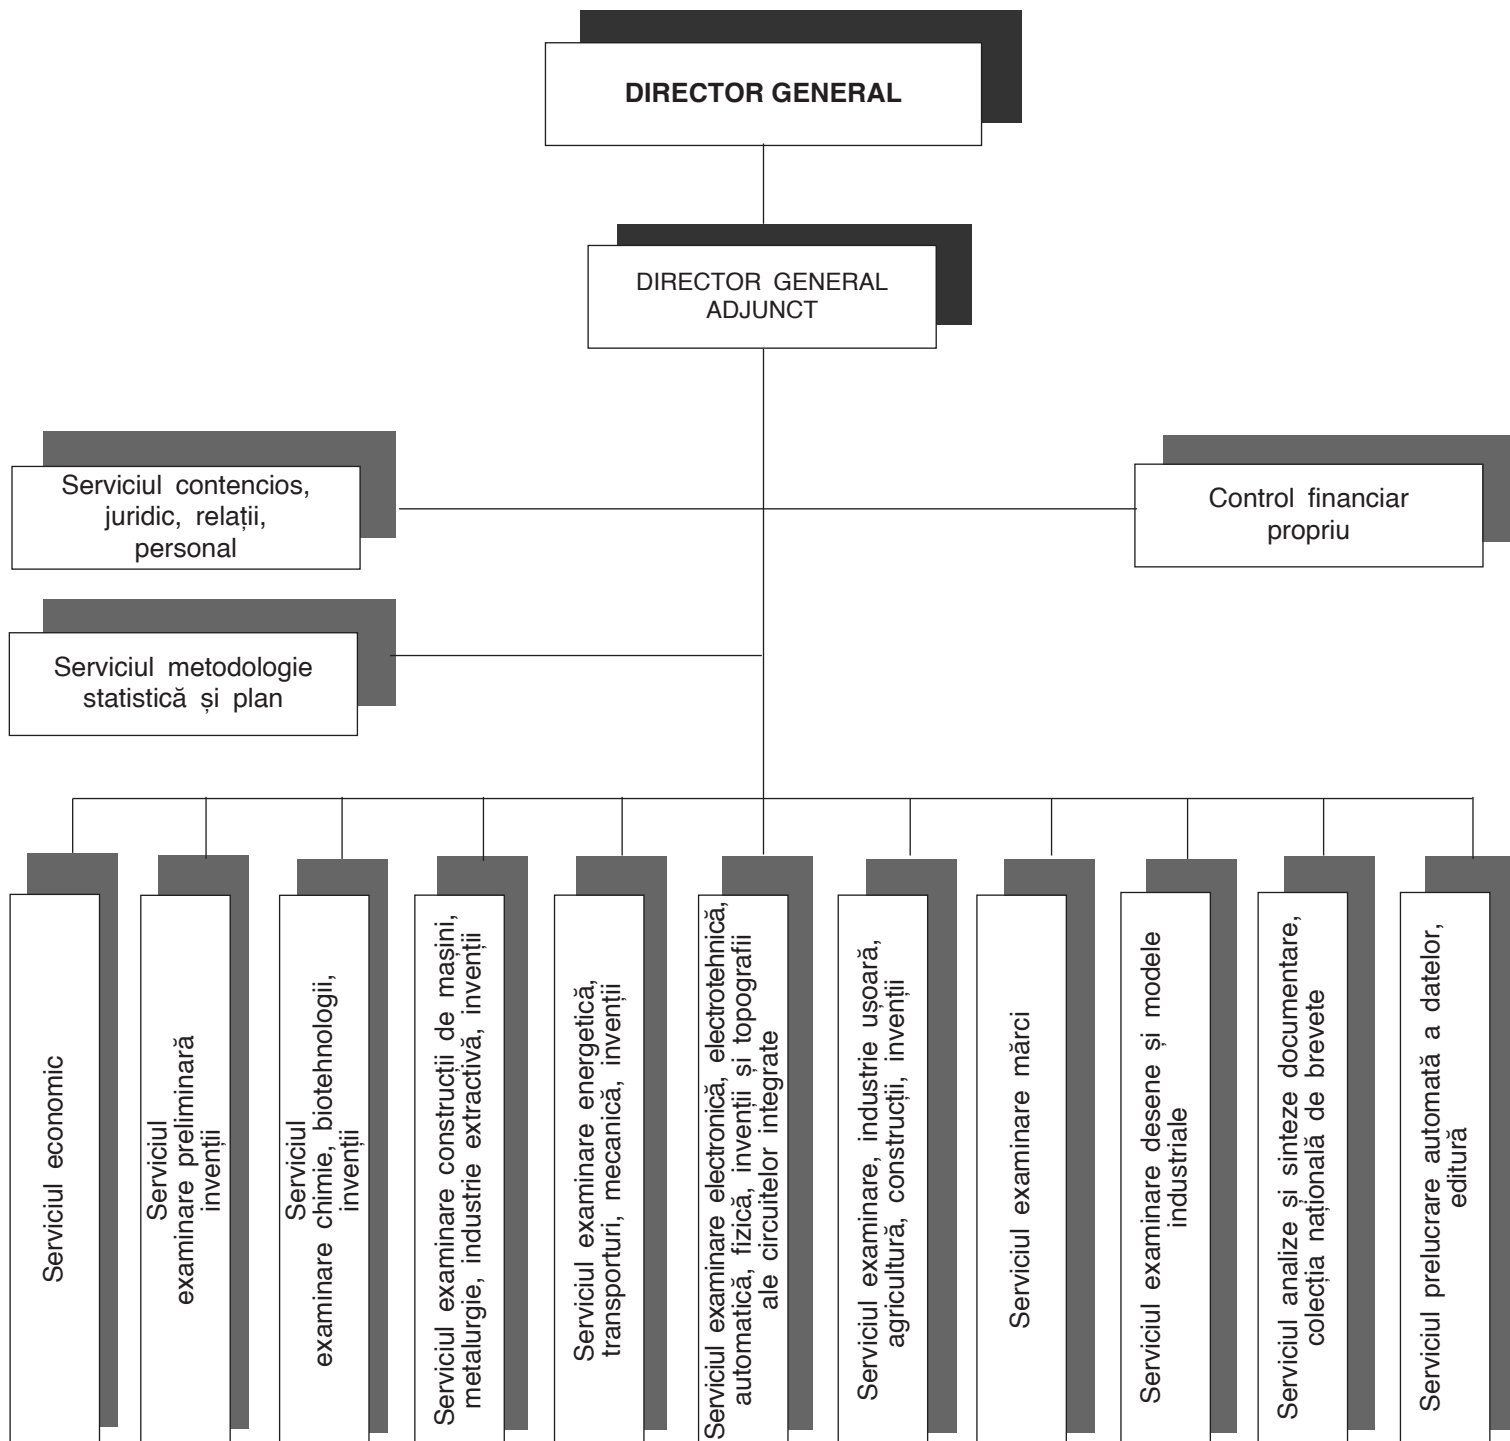 DIRECTOR GENERAL
DIRECTOR GENERAL
ADJUNCT
Serviciul contencios,
juridic, relații,
personal
Control financiar
propriu
Serviciul metodologie
statistică și plan
Serviciul economic
Serviciul
examinare preliminară
invenții
Serviciul
examinare chimie, biotehnologii,
invenții
Serviciul examinare construcții de mașini,
metalurgie, industrie extractivă, invenții
Serviciul examinare energetică,
transporturi, mecanică, invenții
Serviciul examinare electronică, electrotehnică,
automatică, fizică, invenții și topografii
ale circuitelor integrate
Serviciul examinare, industrie ușoară,
agricultură, construcții, invenții
Serviciul examinare mărci
Serviciul examinare desene și modele
industriale
Serviciul analize și sinteze documentare,
colecția națională de brevete
Serviciul prelucrare automată a datelor,
editură